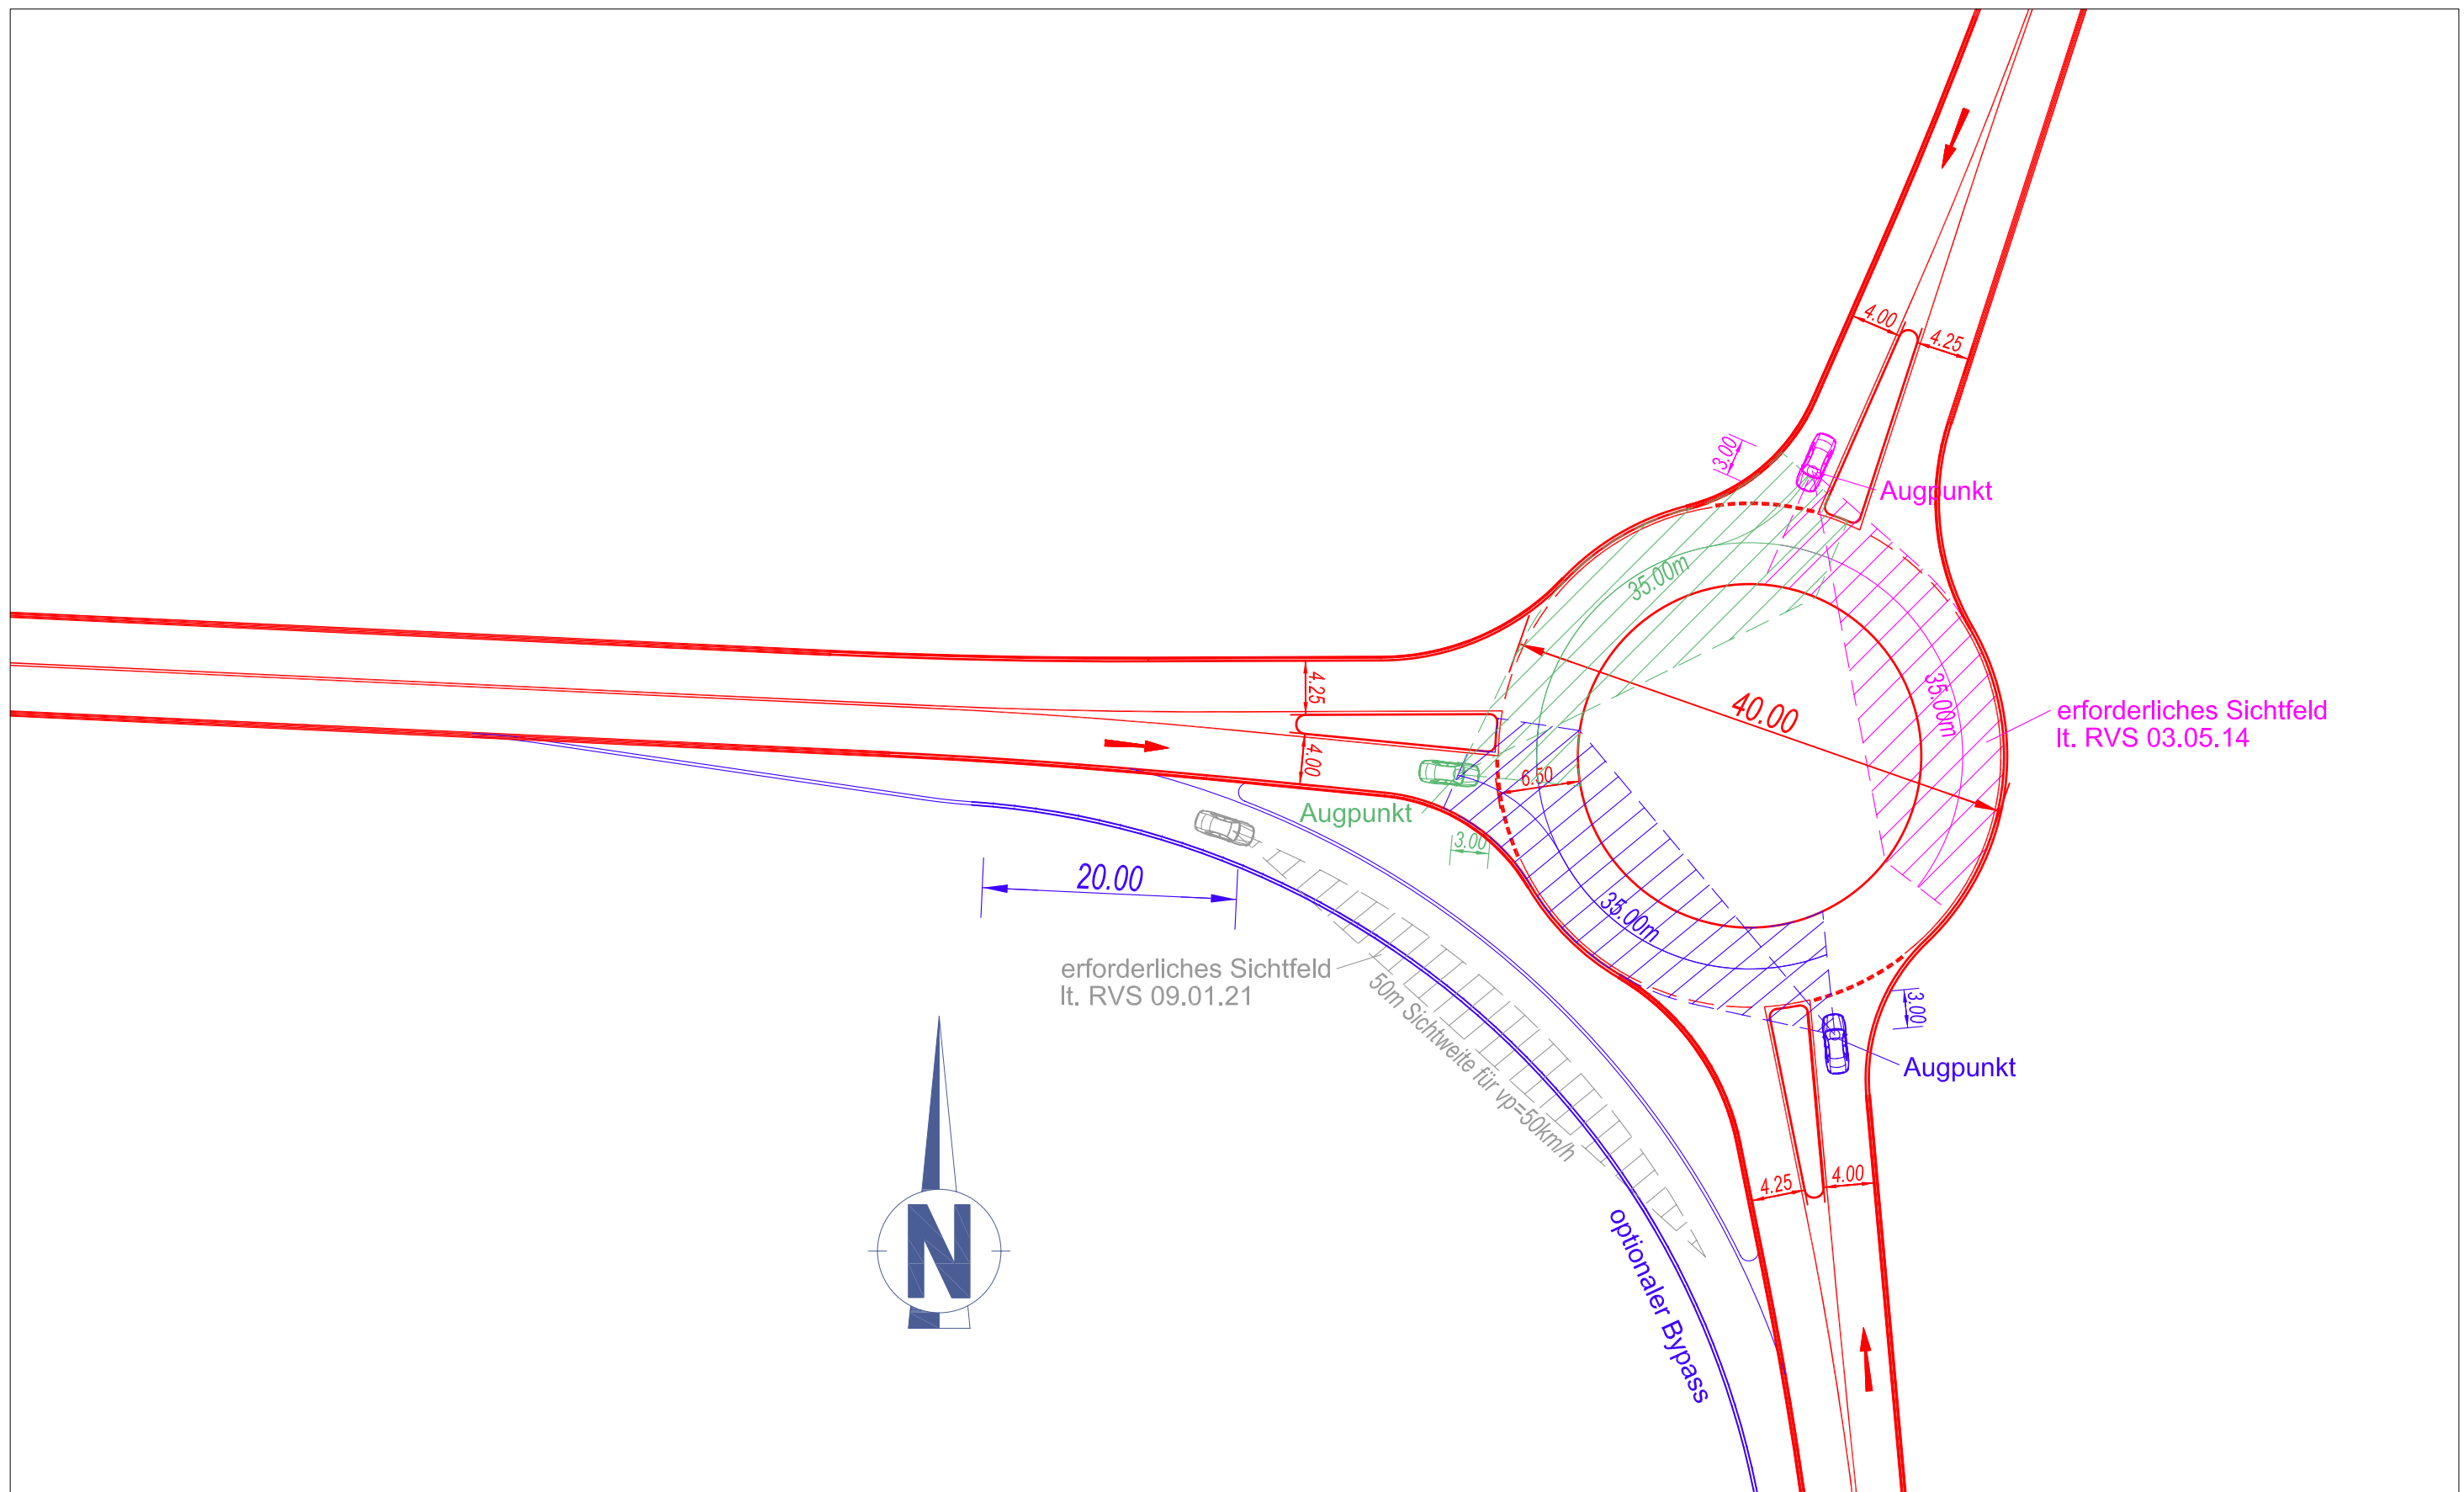 4.00
4.25
3.00
Augpunkt
35.00m
4.25
40.00
35.00m
erforderliches Sichtfeld
lt. RVS 03.05.14
4.00
6.50
Augpunkt
3.00
20.00
35.00m
erforderliches Sichtfeld
lt. RVS 09.01.21
50m Sichtweite für vp=50km/h
3.00
Augpunkt
4.25
4.00
optionaler Bypass
N